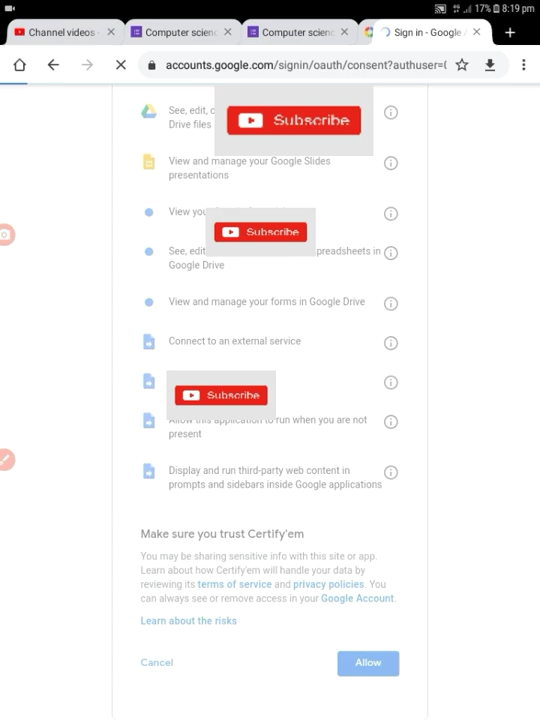 17% 8:19 pm
Channel videos -
Computer scienc
Computer scienc
Sign in - Google A
accounts.google.com/signin/oauth/consent?authuser=(
See, edit, c
Subscribe
Drive files
View and manage your Google Slides
presentations
View you
Subscribe
See, edit
preadsheets in
Google Drive
View and manage your forms in Google Drive
Connect to an external service
Subscribe
Allow this application to run when you are not
present
Display and run third-party web content in
prompts and sidebars inside Google applications
Make sure you trust Certify'em
You may be sharing sensitive info with this site or app.
Learn about how Certify'em will handle your data by
reviewing its terms of service and privacy policies. You
can always see or remove access in your Google Account.
Learn about the risks
Cancel
Allow